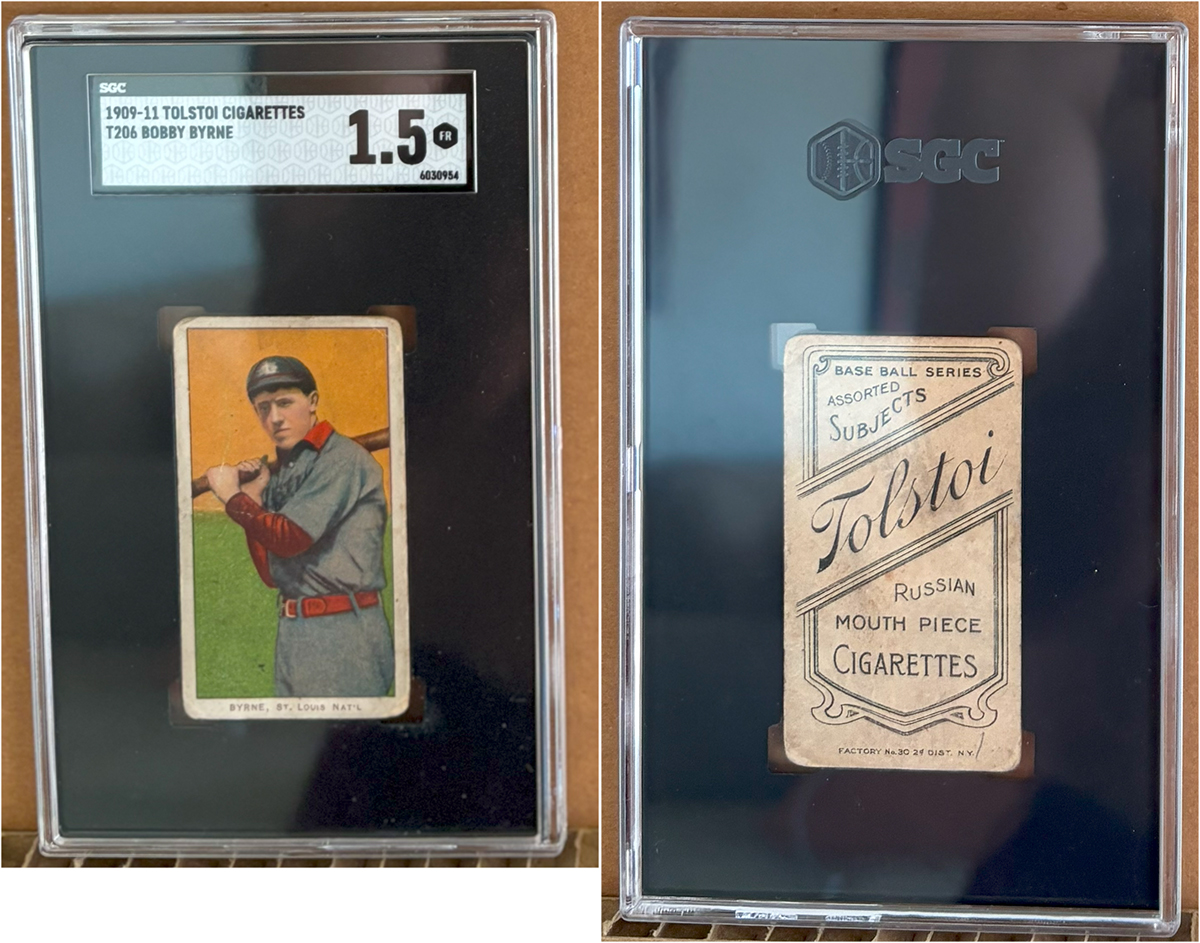 SGC
1909-11 TOLSTOI CIGARETTES
T206 BOBBY BYRNE
1.5 FR
6030954
BYRNE, ST. LOUIS NAT'L
SGC
BASE BALL SERIES
ASSORTED
SUBJECTS
Tolstoi
RUSSIAN
MOUTH PIECE
CIGARETTES
FACTORY No. 30 2d DIST. N.Y.